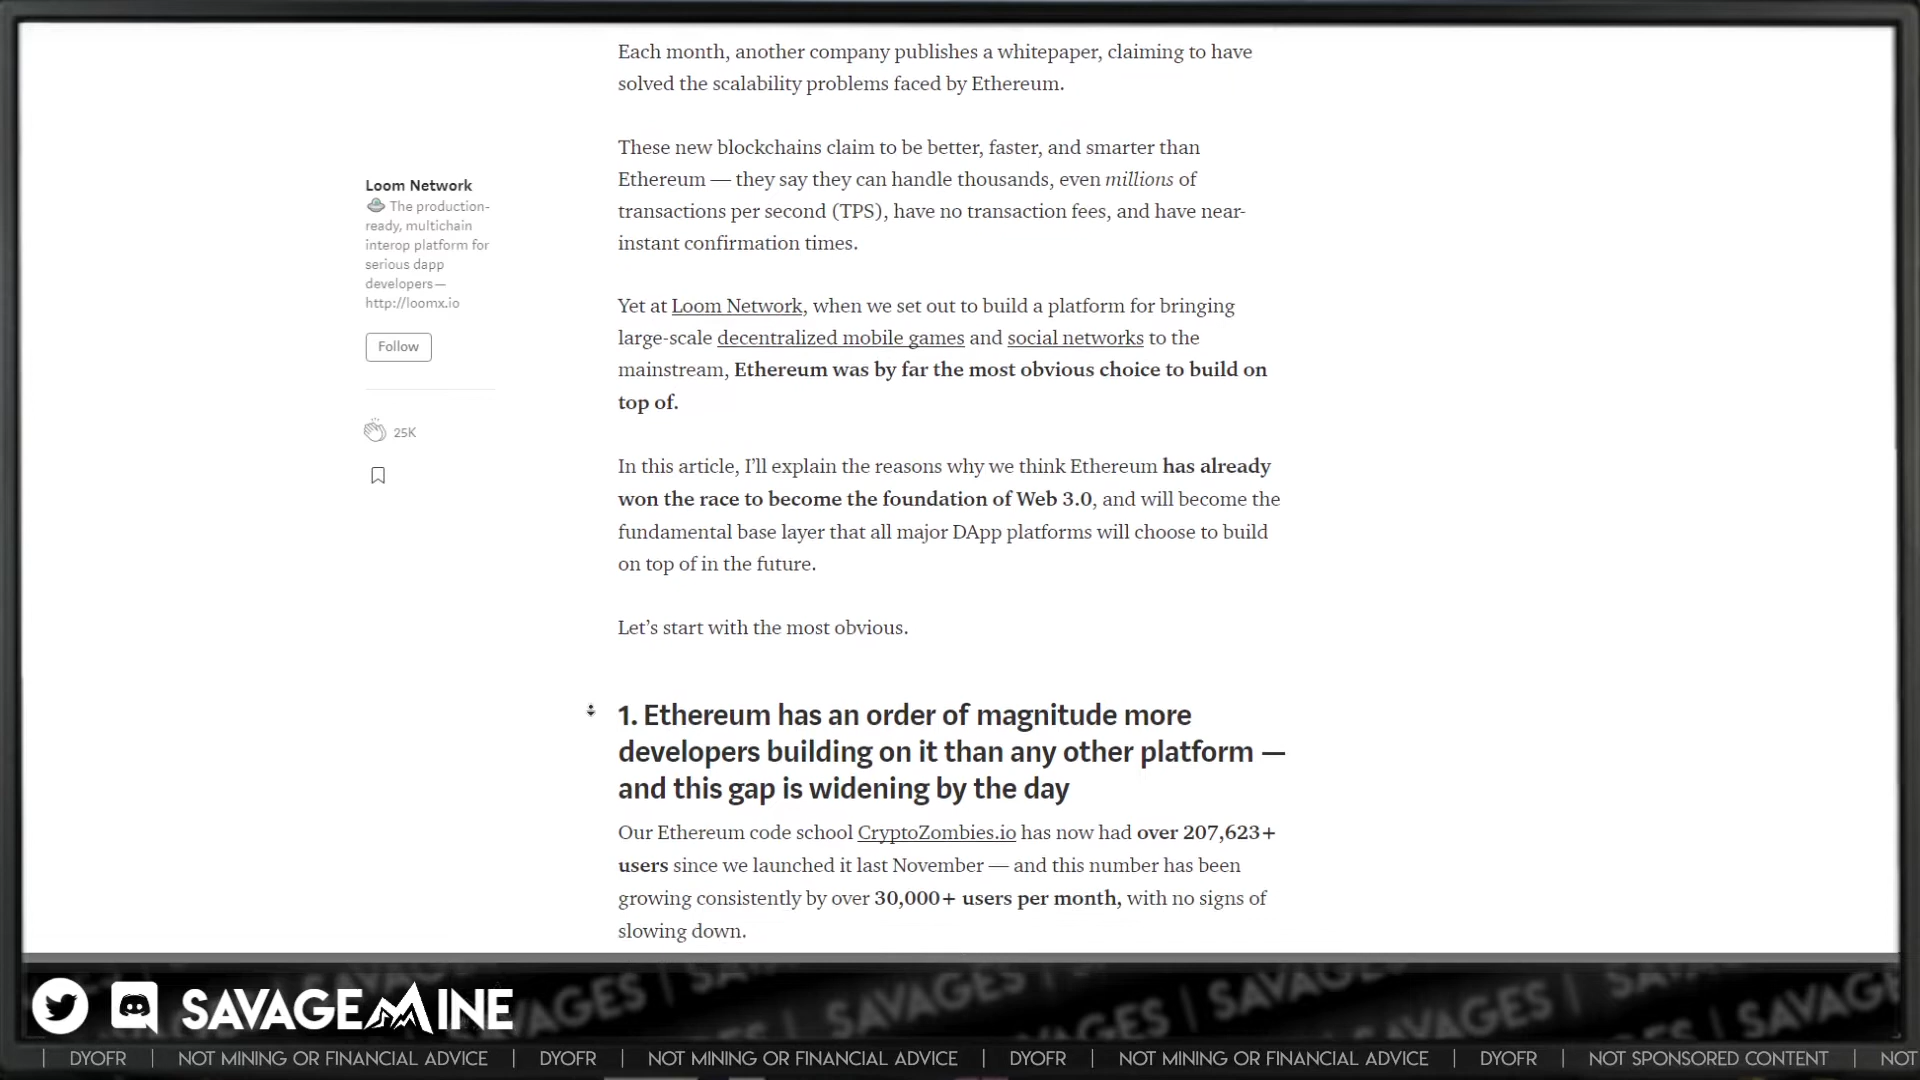 Each month, another company publishes a whitepaper, claiming to have
solved the scalability problems faced by Ethereum.
These new blockchains claim to be better, faster, and smarter than
Ethereum — they say they can handle thousands, even millions of
transactions per second (TPS), have no transaction fees, and have near-
instant confirmation times.
Loom Network
The production-
ready, multichain
interop platform for
serious dapp
developers—
http://loomx.io
Follow
25K
Yet at Loom Network, when we set out to build a platform for bringing
large-scale decentralized mobile games and social networks to the
mainstream, Ethereum was by far the most obvious choice to build on
top of.
In this article, I’ll explain the reasons why we think Ethereum has already
won the race to become the foundation of Web 3.0, and will become the
fundamental base layer that all major DApp platforms will choose to build
on top of in the future.
Let’s start with the most obvious.
1. Ethereum has an order of magnitude more
developers building on it than any other platform —
and this gap is widening by the day
Our Ethereum code school CryptoZombies.io has now had over 207,623+
users since we launched it last November — and this number has been
growing consistently by over 30,000+ users per month, with no signs of
slowing down.
SAVAGEMINE
SAVAGES | SAVAGES | SAVAGES | SAVAGES
| DYOFR | NOT MINING OR FINANCIAL ADVICE | DYOFR | NOT MINING OR FINANCIAL ADVICE | DYOFR | NOT MINING OR FINANCIAL ADVICE | DYOFR | NOT SPONSORED CONTENT | NOT